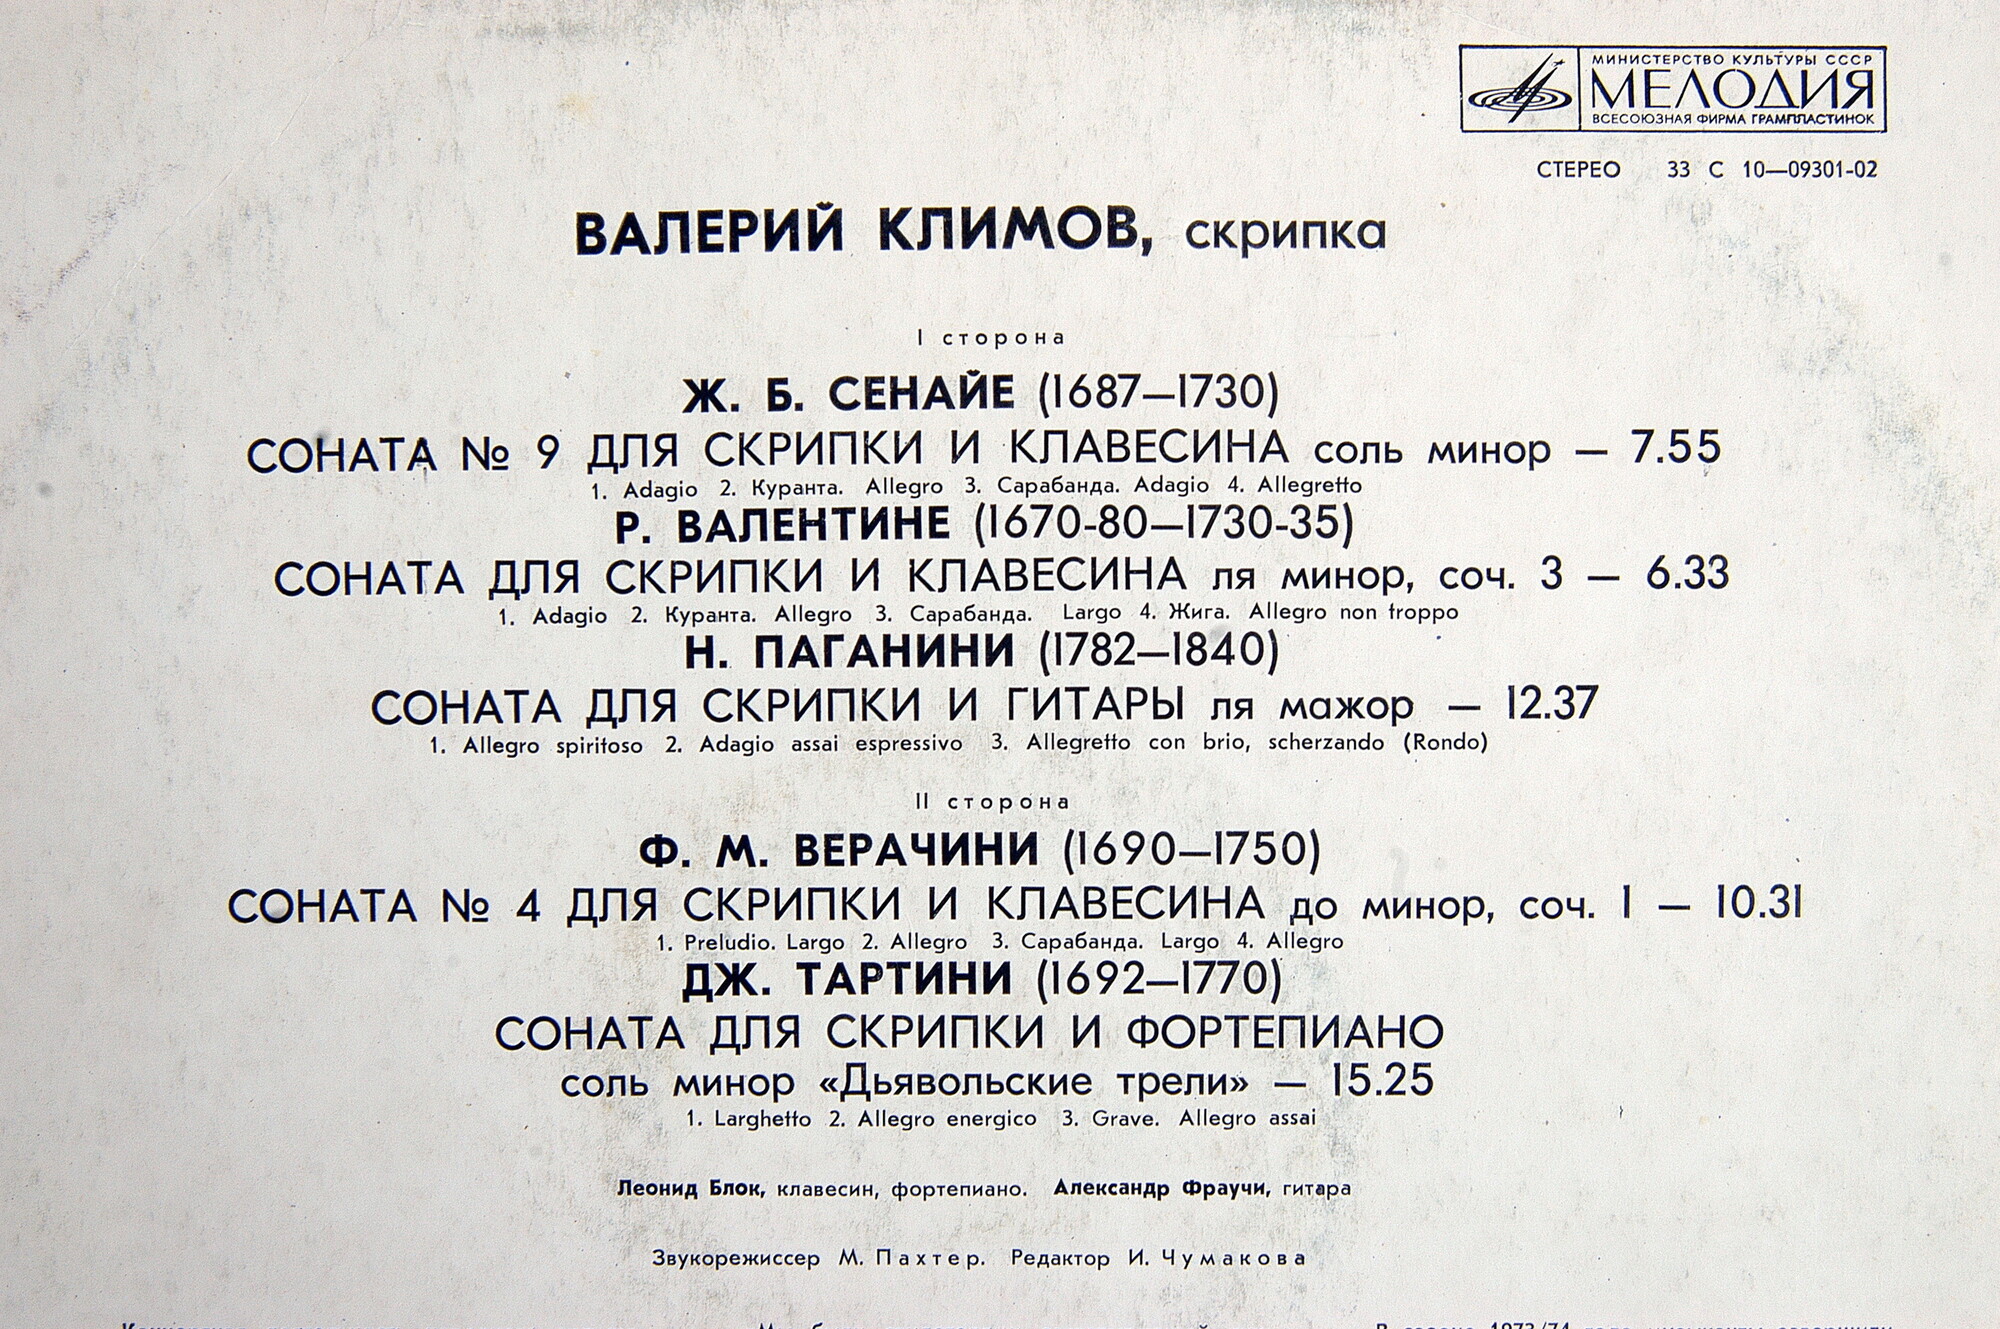 МИНИСТЕРСТВО КУЛЬТУРЫ СССР
МЕЛОДИЯ
ВСЕСОЮЗНАЯ ФИРМА ГРАМПЛАСТИНОК
СТЕРЕО 33 С 10—09301-02
ВАЛЕРИЙ КЛИМОВ, скрипка
I сторона
Ж. Б. СЕНАЙЕ (1687—1730)
СОНАТА № 9 ДЛЯ СКРИПКИ И КЛАВЕСИНА соль минор — 7.55
1. Adagio 2. Куранта. Allegro 3. Сарабанда. Adagio 4. Allegretto
Р. ВАЛЕНТИНЕ (1670-80—1730-35)
СОНАТА ДЛЯ СКРИПКИ И КЛАВЕСИНА ля минор, соч. 3 — 6.33
1. Adagio 2. Куранта. Allegro 3. Сарабанда. Largo 4. Жига. Allegro non troppo
Н. ПАГАНИНИ (1782—1840)
СОНАТА ДЛЯ СКРИПКИ И ГИТАРЫ ля мажор — 12.37
1. Allegro spiritoso 2. Adagio assai espressivo 3. Allegretto con brio, scherzando (Rondo)
II сторона
Ф. М. ВЕРАЧИНИ (1690—1750)
СОНАТА № 4 ДЛЯ СКРИПКИ И КЛАВЕСИНА до минор, соч. 1 — 10.31
1. Preludio. Largo 2. Allegro 3. Сарабанда. Largo 4. Allegro
ДЖ. ТАРТИНИ (1692—1770)
СОНАТА ДЛЯ СКРИПКИ И ФОРТЕПИАНО
соль минор «Дьявольские трели» — 15.25
1. Larghetto 2. Allegro energico 3. Grave. Allegro assai
Леонид Блок, клавесин, фортепиано. Александр Фраучи, гитара
Звукорежиссер М. Пахтер. Редактор И. Чумакова
В сезоне 1973/74 года